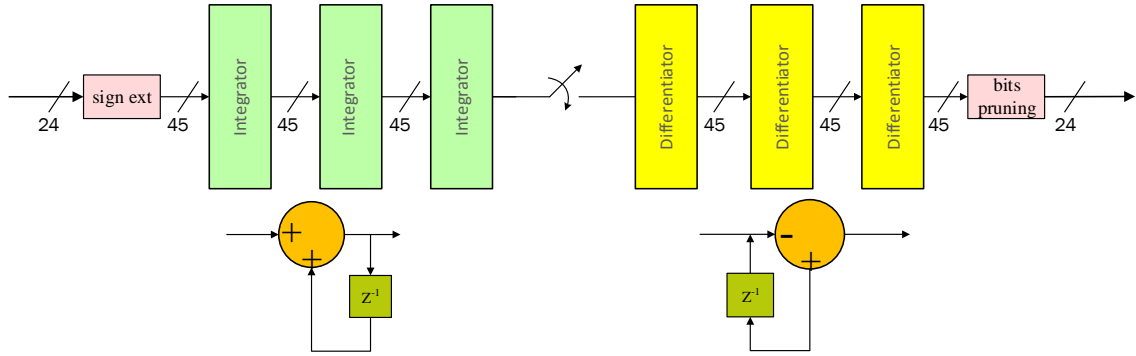 24
sign ext
45
Integrator
45
Integrator
45
Integrator
Differentiator
45
Differentiator
45
Differentiator
45
bits
pruning
24
+
+
Z⁻¹
-
+
Z⁻¹